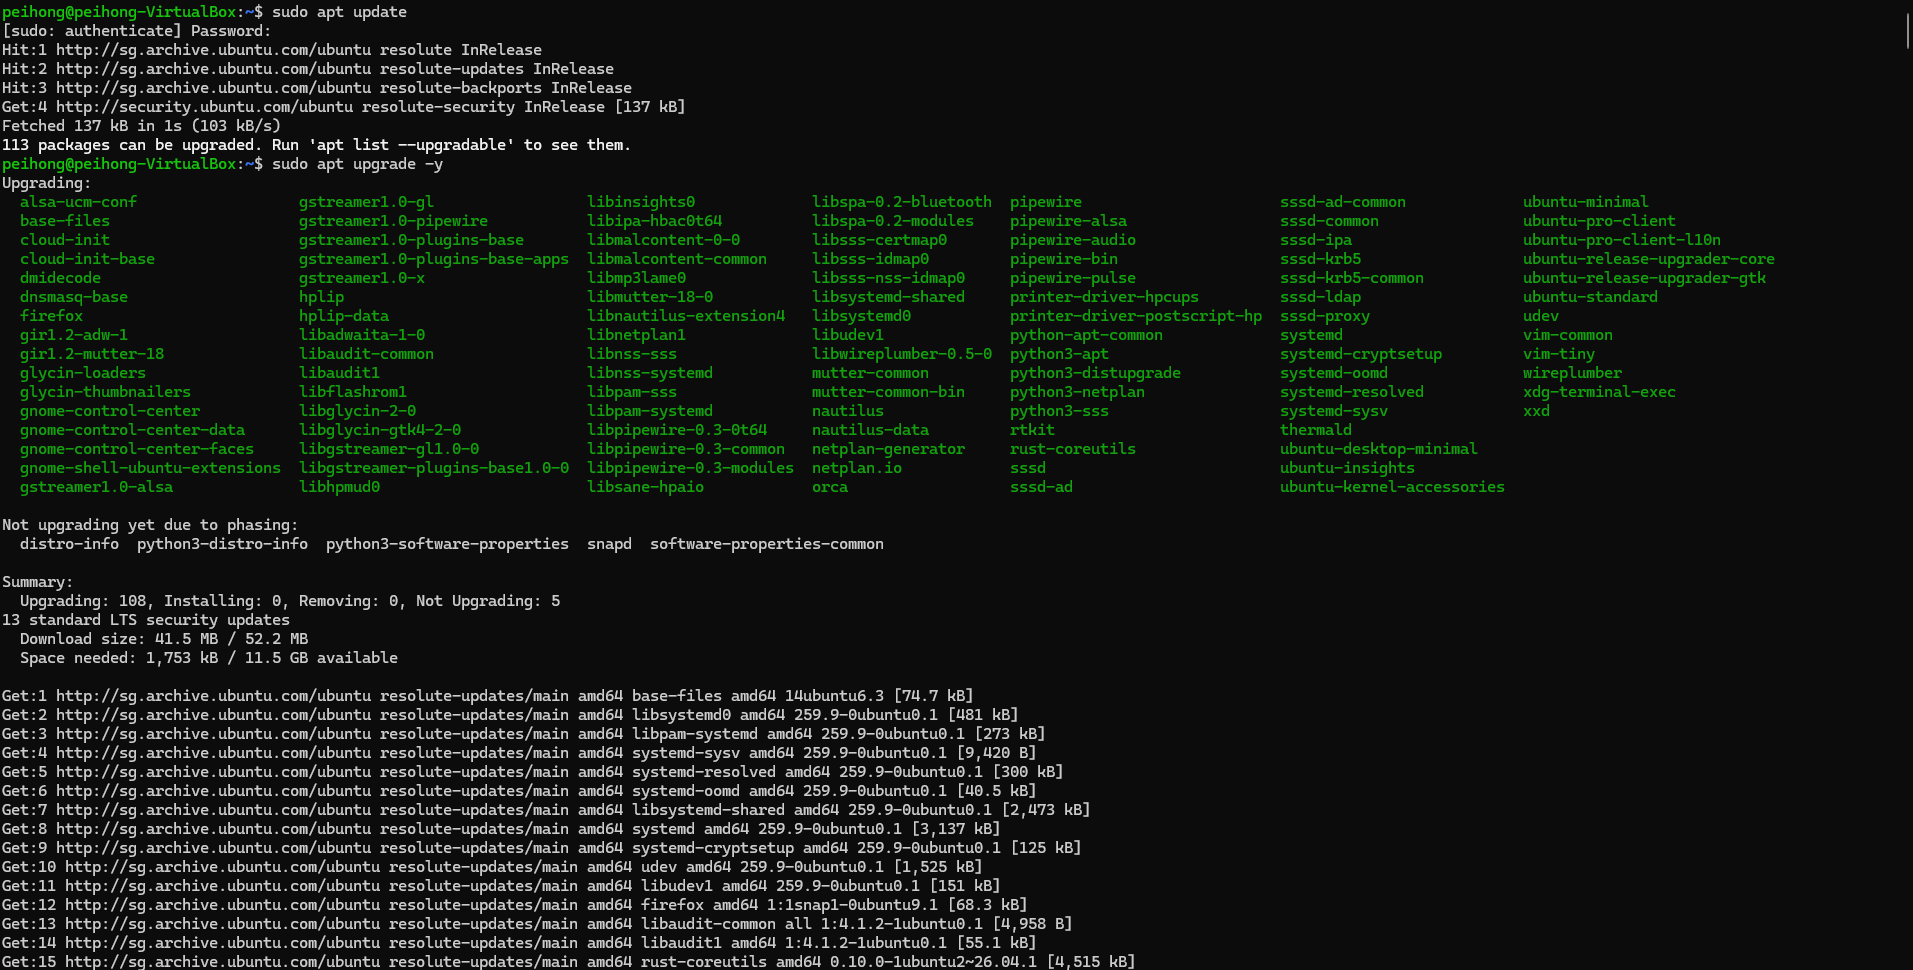 peihong@peihong-VirtualBox:~$ sudo apt update
[sudo: authenticate] Password:
Hit:1 http://sg.archive.ubuntu.com/ubuntu resolute InRelease
Hit:2 http://sg.archive.ubuntu.com/ubuntu resolute-updates InRelease
Hit:3 http://sg.archive.ubuntu.com/ubuntu resolute-backports InRelease
Get:4 http://security.ubuntu.com/ubuntu resolute-security InRelease [137 kB]
Fetched 137 kB in 1s (103 kB/s)
113 packages can be upgraded. Run 'apt list --upgradable' to see them.
peihong@peihong-VirtualBox:~$ sudo apt upgrade -y
Upgrading:
alsa-ucm-conf gstreamer1.0-gl libinsights0 libspa-0.2-bluetooth pipewire sssd-ad-common ubuntu-minimal
base-files gstreamer1.0-pipewire libipa-hbac0t64 libspa-0.2-modules pipewire-alsa sssd-common ubuntu-pro-client
cloud-init gstreamer1.0-plugins-base libmalcontent-0-0 libsss-certmap0 pipewire-audio sssd-ipa ubuntu-pro-client-l10n
cloud-init-base gstreamer1.0-plugins-base-apps libmalcontent-common libsss-idmap0 pipewire-bin sssd-krb5 ubuntu-release-upgrader-core
dmidecode gstreamer1.0-x libmp3lame0 libsss-nss-idmap0 pipewire-pulse sssd-krb5-common ubuntu-release-upgrader-gtk
dnsmasq-base hplip libmutter-18-0 libsystemd-shared printer-driver-hpcups sssd-ldap ubuntu-standard
firefox hplip-data libnautilus-extension4 libsystemd0 printer-driver-postscript-hp sssd-proxy udev
gir1.2-adw-1 libadwaita-1-0 libnetplan1 libudev1 python-apt-common systemd vim-common
gir1.2-mutter-18 libaudit-common libnss-sss libwireplumber-0.5-0 python3-apt systemd-cryptsetup vim-tiny
glycin-loaders libaudit1 libnss-systemd mutter-common python3-distupgrade systemd-oomd wireplumber
glycin-thumbnailers libflashrom1 libpam-sss mutter-common-bin python3-netplan systemd-resolved xdg-terminal-exec
gnome-control-center libglycin-2-0 libpam-systemd nautilus python3-sss systemd-sysv xxd
gnome-control-center-data libglycin-gtk4-2-0 libpipewire-0.3-0t64 nautilus-data rtkit thermald
gnome-control-center-faces libgstreamer-gl1.0-0 libpipewire-0.3-common netplan-generator rust-coreutils ubuntu-desktop-minimal
gnome-shell-ubuntu-extensions libgstreamer-plugins-base1.0-0 libpipewire-0.3-modules netplan.io sssd ubuntu-insights
gstreamer1.0-alsa libhpmud0 libsane-hpaio orca sssd-ad ubuntu-kernel-accessories
Not upgrading yet due to phasing:
distro-info python3-distro-info python3-software-properties snapd software-properties-common
Summary:
Upgrading: 108, Installing: 0, Removing: 0, Not Upgrading: 5
13 standard LTS security updates
Download size: 41.5 MB / 52.2 MB
Space needed: 1,753 kB / 11.5 GB available
Get:1 http://sg.archive.ubuntu.com/ubuntu resolute-updates/main amd64 base-files amd64 14ubuntu6.3 [74.7 kB]
Get:2 http://sg.archive.ubuntu.com/ubuntu resolute-updates/main amd64 libsystemd0 amd64 259.9-0ubuntu0.1 [481 kB]
Get:3 http://sg.archive.ubuntu.com/ubuntu resolute-updates/main amd64 libpam-systemd amd64 259.9-0ubuntu0.1 [273 kB]
Get:4 http://sg.archive.ubuntu.com/ubuntu resolute-updates/main amd64 systemd-sysv amd64 259.9-0ubuntu0.1 [9,420 B]
Get:5 http://sg.archive.ubuntu.com/ubuntu resolute-updates/main amd64 systemd-resolved amd64 259.9-0ubuntu0.1 [300 kB]
Get:6 http://sg.archive.ubuntu.com/ubuntu resolute-updates/main amd64 systemd-oomd amd64 259.9-0ubuntu0.1 [40.5 kB]
Get:7 http://sg.archive.ubuntu.com/ubuntu resolute-updates/main amd64 libsystemd-shared amd64 259.9-0ubuntu0.1 [2,473 kB]
Get:8 http://sg.archive.ubuntu.com/ubuntu resolute-updates/main amd64 systemd amd64 259.9-0ubuntu0.1 [3,137 kB]
Get:9 http://sg.archive.ubuntu.com/ubuntu resolute-updates/main amd64 systemd-cryptsetup amd64 259.9-0ubuntu0.1 [125 kB]
Get:10 http://sg.archive.ubuntu.com/ubuntu resolute-updates/main amd64 udev amd64 259.9-0ubuntu0.1 [1,525 kB]
Get:11 http://sg.archive.ubuntu.com/ubuntu resolute-updates/main amd64 libudev1 amd64 259.9-0ubuntu0.1 [151 kB]
Get:12 http://sg.archive.ubuntu.com/ubuntu resolute-updates/main amd64 firefox amd64 1:1snap1-0ubuntu9.1 [68.3 kB]
Get:13 http://sg.archive.ubuntu.com/ubuntu resolute-updates/main amd64 libaudit-common all 1:4.1.2-1ubuntu0.1 [4,958 B]
Get:14 http://sg.archive.ubuntu.com/ubuntu resolute-updates/main amd64 libaudit1 amd64 1:4.1.2-1ubuntu0.1 [55.1 kB]
Get:15 http://sg.archive.ubuntu.com/ubuntu resolute-updates/main amd64 rust-coreutils amd64 0.10.0-1ubuntu2~26.04.1 [4,515 kB]